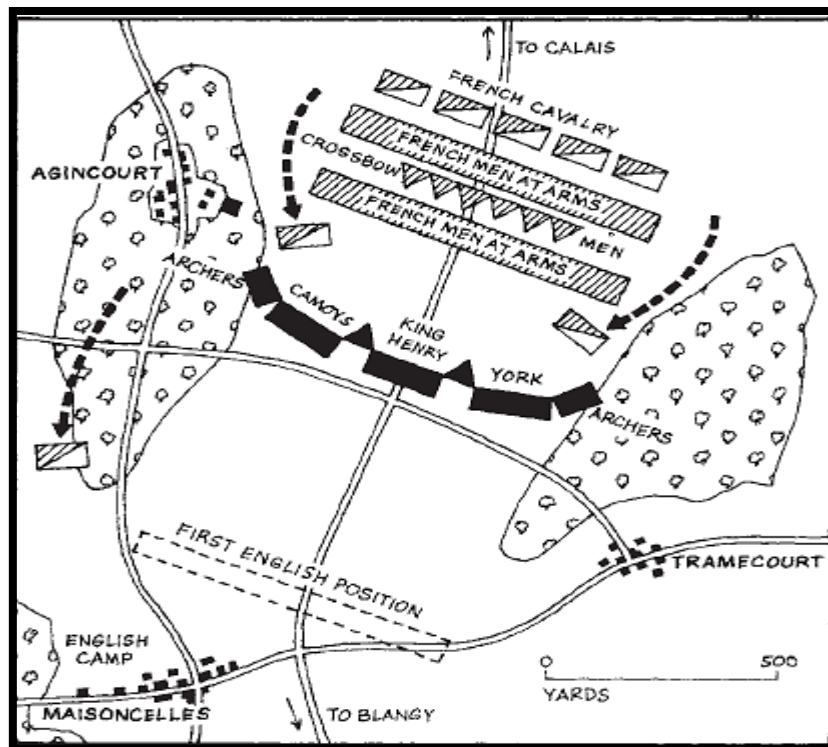 TO CALAIS
FRENCH CAVALRY
FRENCH MEN AT ARMS
CROSSBOW MEN
FRENCH MEN AT ARMS
AGINCOURT
ARCHERS
CAMOYS
KING
HENRY
YORK
ARCHERS
FIRST ENGLISH POSITION
TRAMECOURT
ENGLISH
CAMP
MAISONCELLES
TO BLANGY
0 500
YARDS